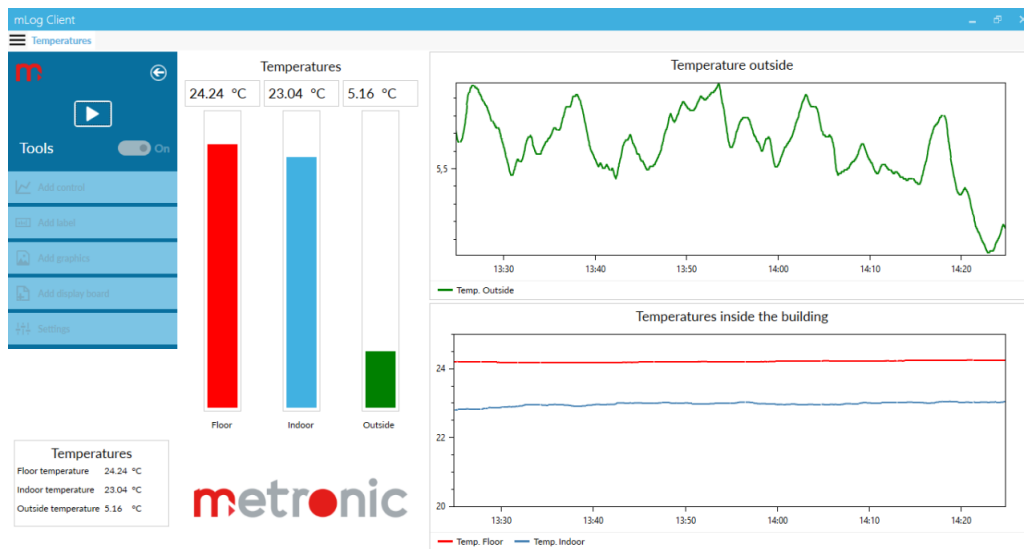 mLog Client
Temperatures
m
Tools On
Add control
Add label
Add graphics
Add display board
Settings
Temperatures
24.24 °C 23.04 °C 5.16 °C
Floor Indoor Outside
Temperatures
Floor temperature 24.24 °C
Indoor temperature 23.04 °C
Outside temperature 5.16 °C
metronic
Temperature outside
5,5
13:30 13:40 13:50 14:00 14:10 14:20
Temp. Outside
Temperatures inside the building
24
22
20
13:30 13:40 13:50 14:00 14:10 14:20
Temp. Floor Temp. Indoor